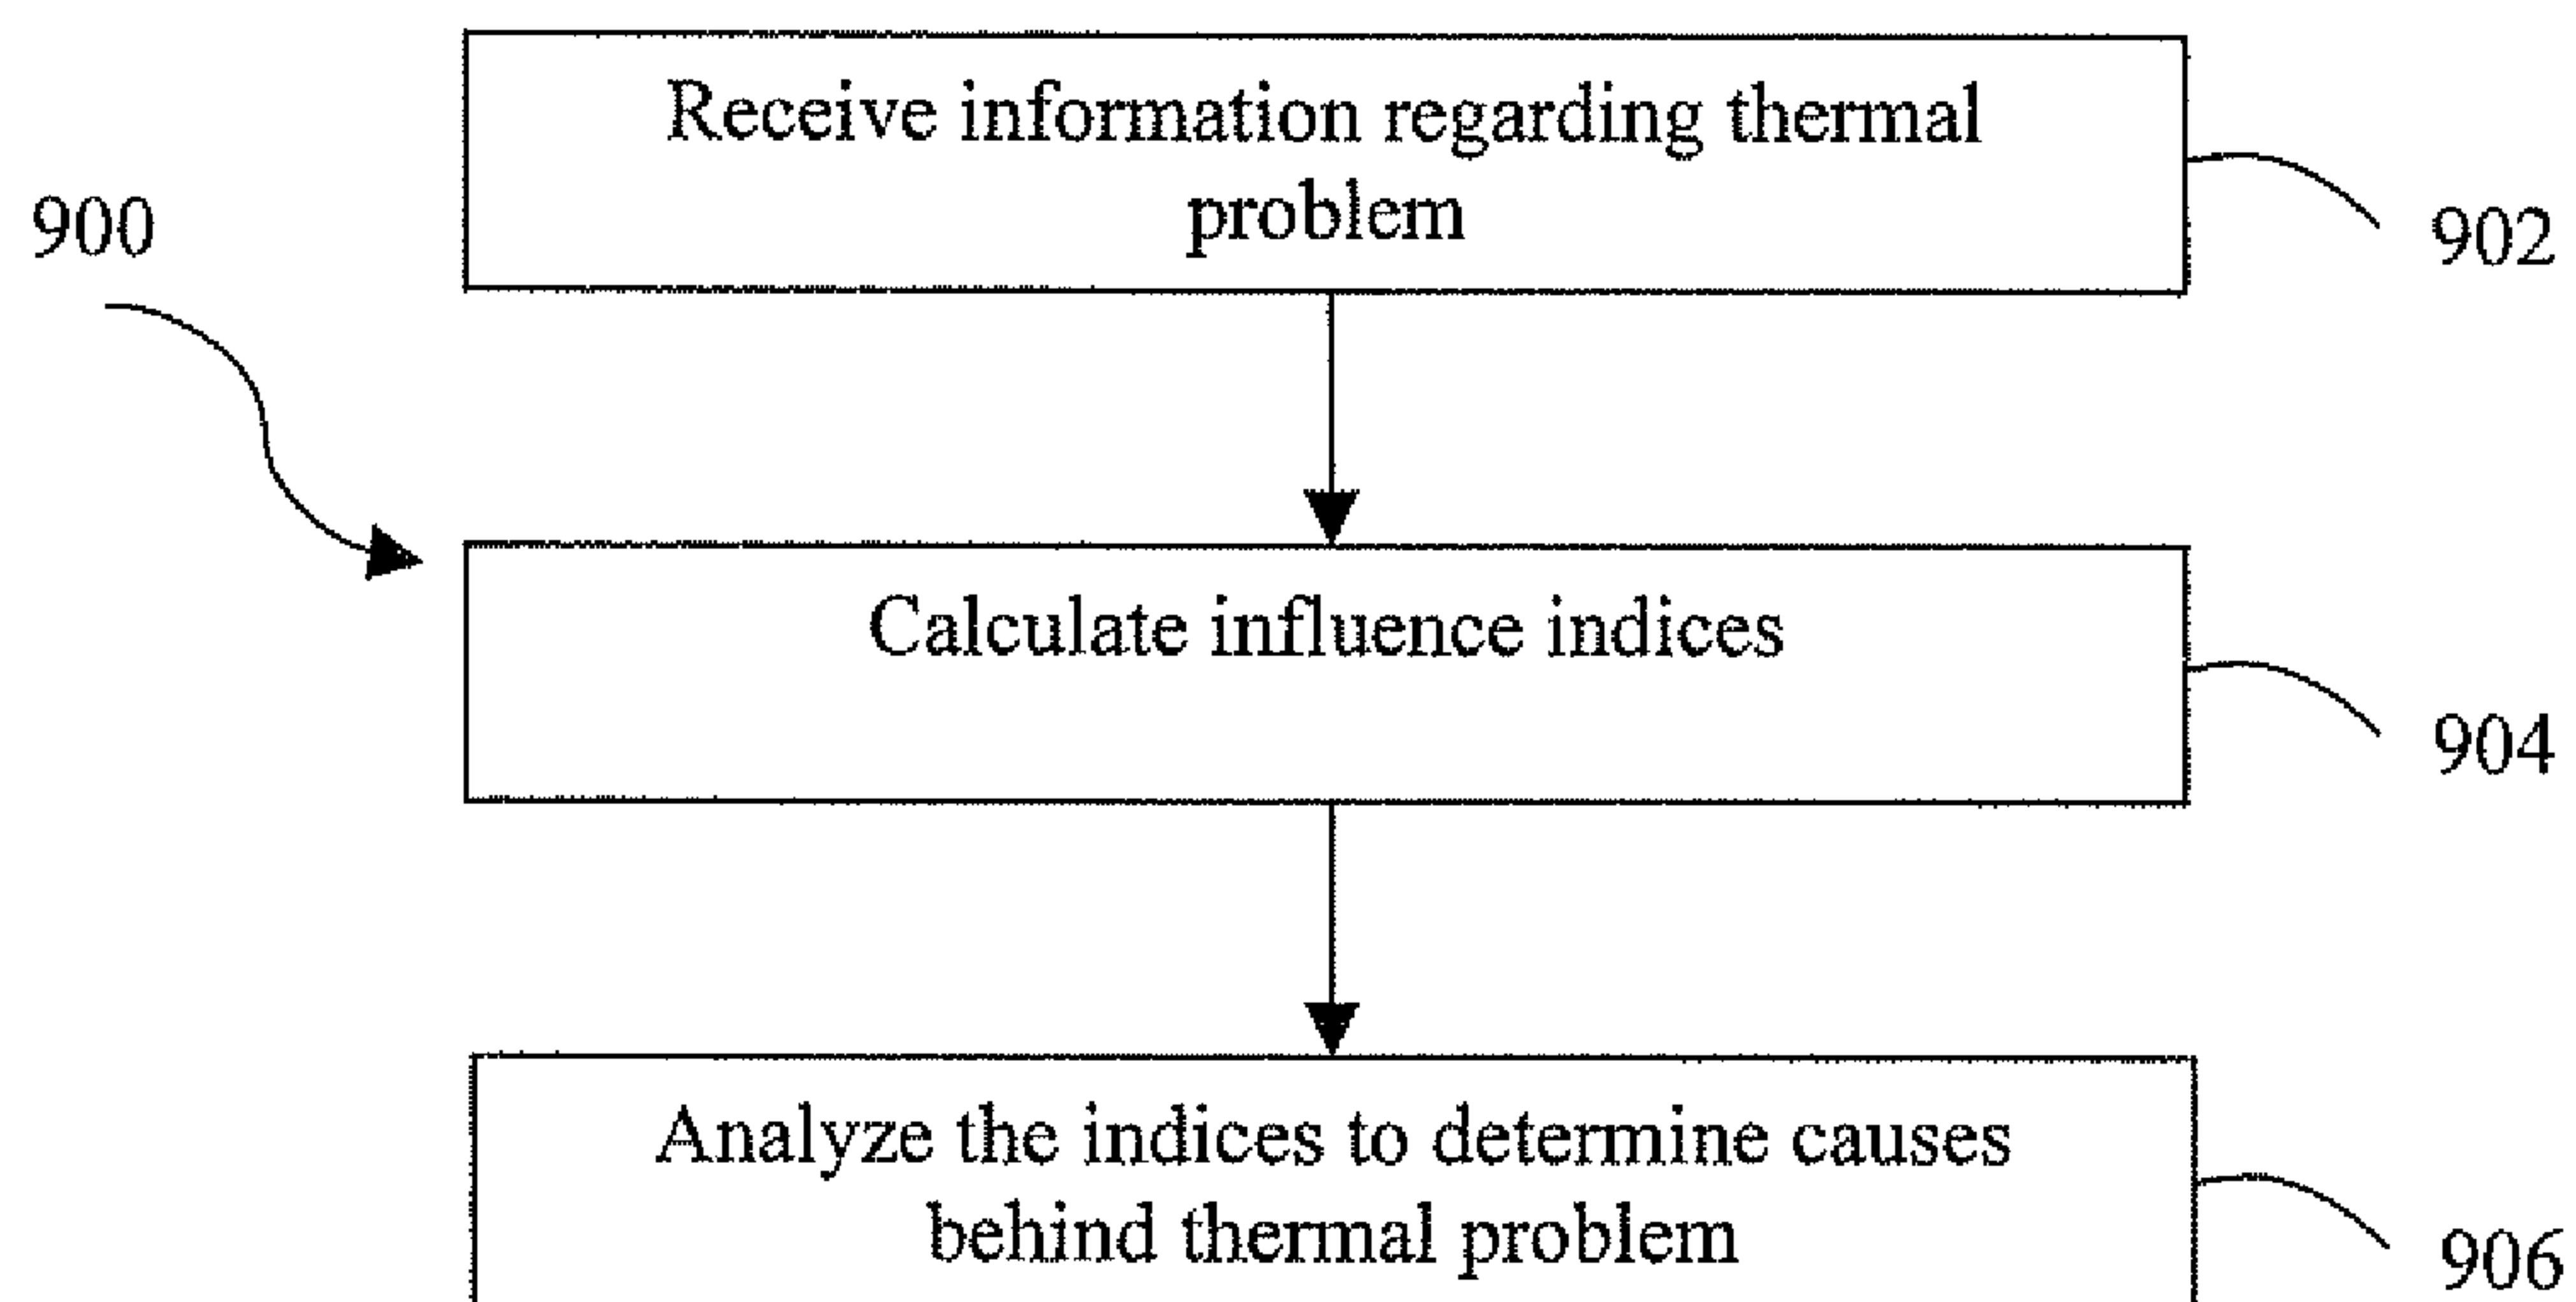 Receive information regarding thermal
problem
900
902
Calculate influence indices
904
Analyze the indices to determine causes
behind thermal problem
906